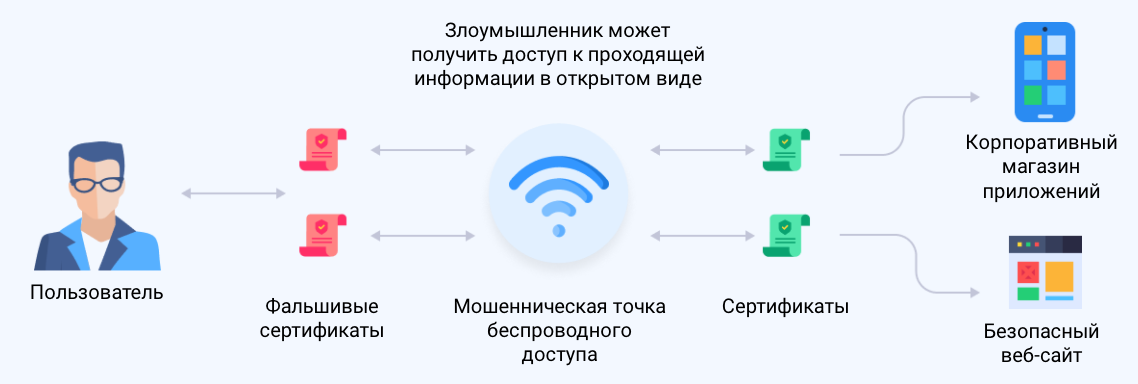 Злоумышленник может
получить доступ к проходящей
информации в открытом виде
Корпоративный
магазин
приложений
Пользователь
Фальшивые
сертификаты
Мошенническая точка
беспроводного
доступа
Сертификаты
Безопасный
веб-сайт